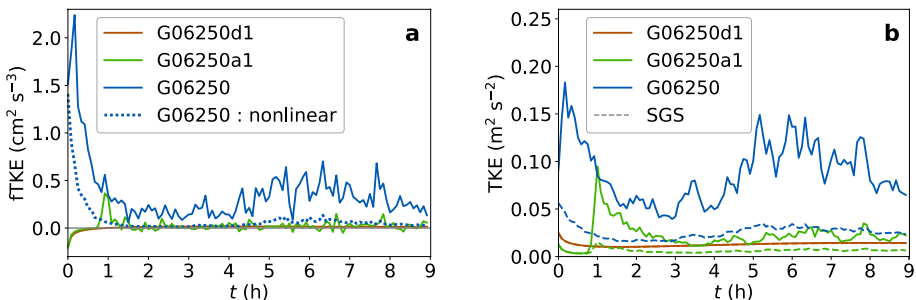 a
fTKE (cm² s⁻³)
2.0
1.5
1.0
0.5
0.0
G06250d1
G06250a1
G06250
G06250 : nonlinear
0 1 2 3 4 5 6 7 8 9
t (h)
b
TKE (m² s⁻²)
0.25
0.20
0.15
0.10
0.05
0.00
G06250d1
G06250a1
G06250
SGS
0 1 2 3 4 5 6 7 8 9
t (h)